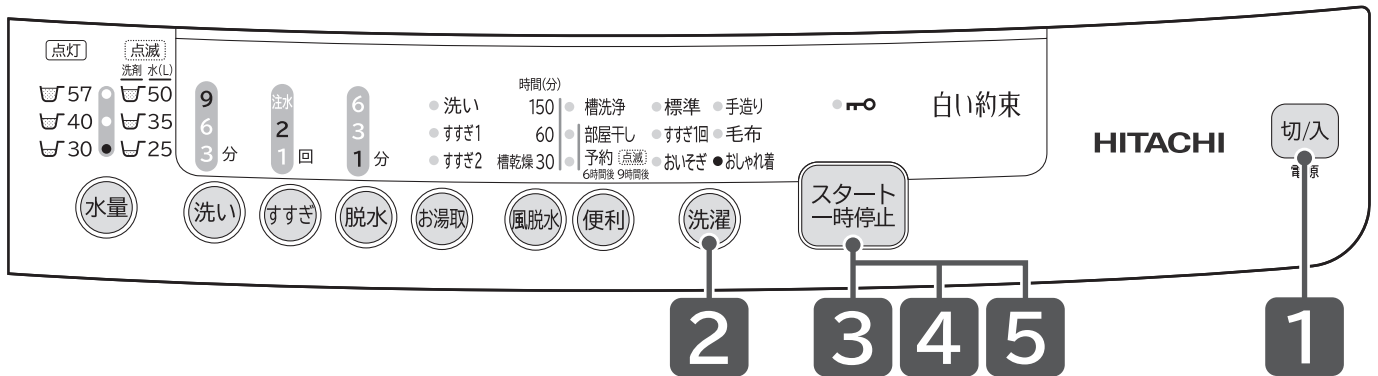 点灯 点滅
洗剤 水(L)
57 50
40 35
30 25
水量
9
6
3 分
洗い
注水
2
1 回
すすぎ
6
3
1 分
脱水
洗い
すすぎ1
すすぎ2
お湯取
時間(分)
150
60
槽乾燥 30
風脱水
槽洗浄
部屋干し
予約 点滅
6時間後 9時間後
便利
標準 手造り
すすぎ1回 毛布
おいそぎ おしゃれ着
洗濯
スタート
一時停止
白い約束
HITACHI
切/入
電源
2
3 4 5
1